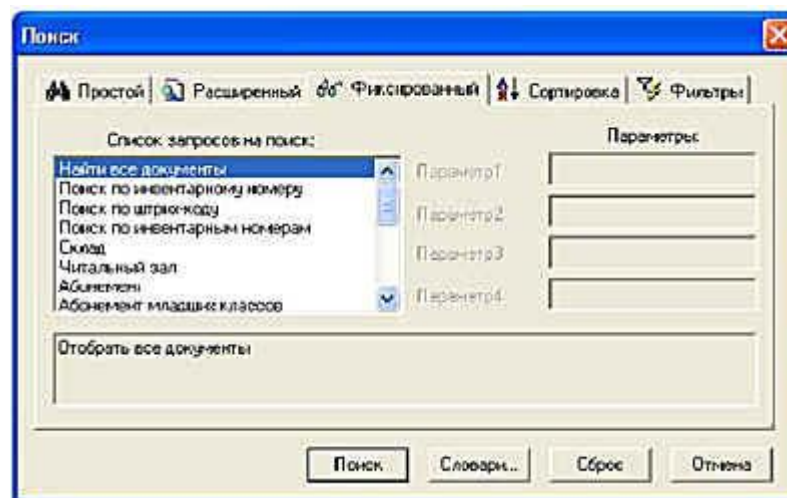 Поиск
Простой Расширенный Фиксированный Сортировка Фильтры
Список запросов на поиск:
Параметры:
Найти все документы
Поиск по инвентарному номеру
Поиск по штрих-коду
Поиск по инвентарным номерам
Склад
Читальный зал
Абонемент
Абонемент младших классов
Параметр1
Параметр2
Параметр3
Параметр4
Отобрать все документы
Поиск Словари... Сброс Отмена